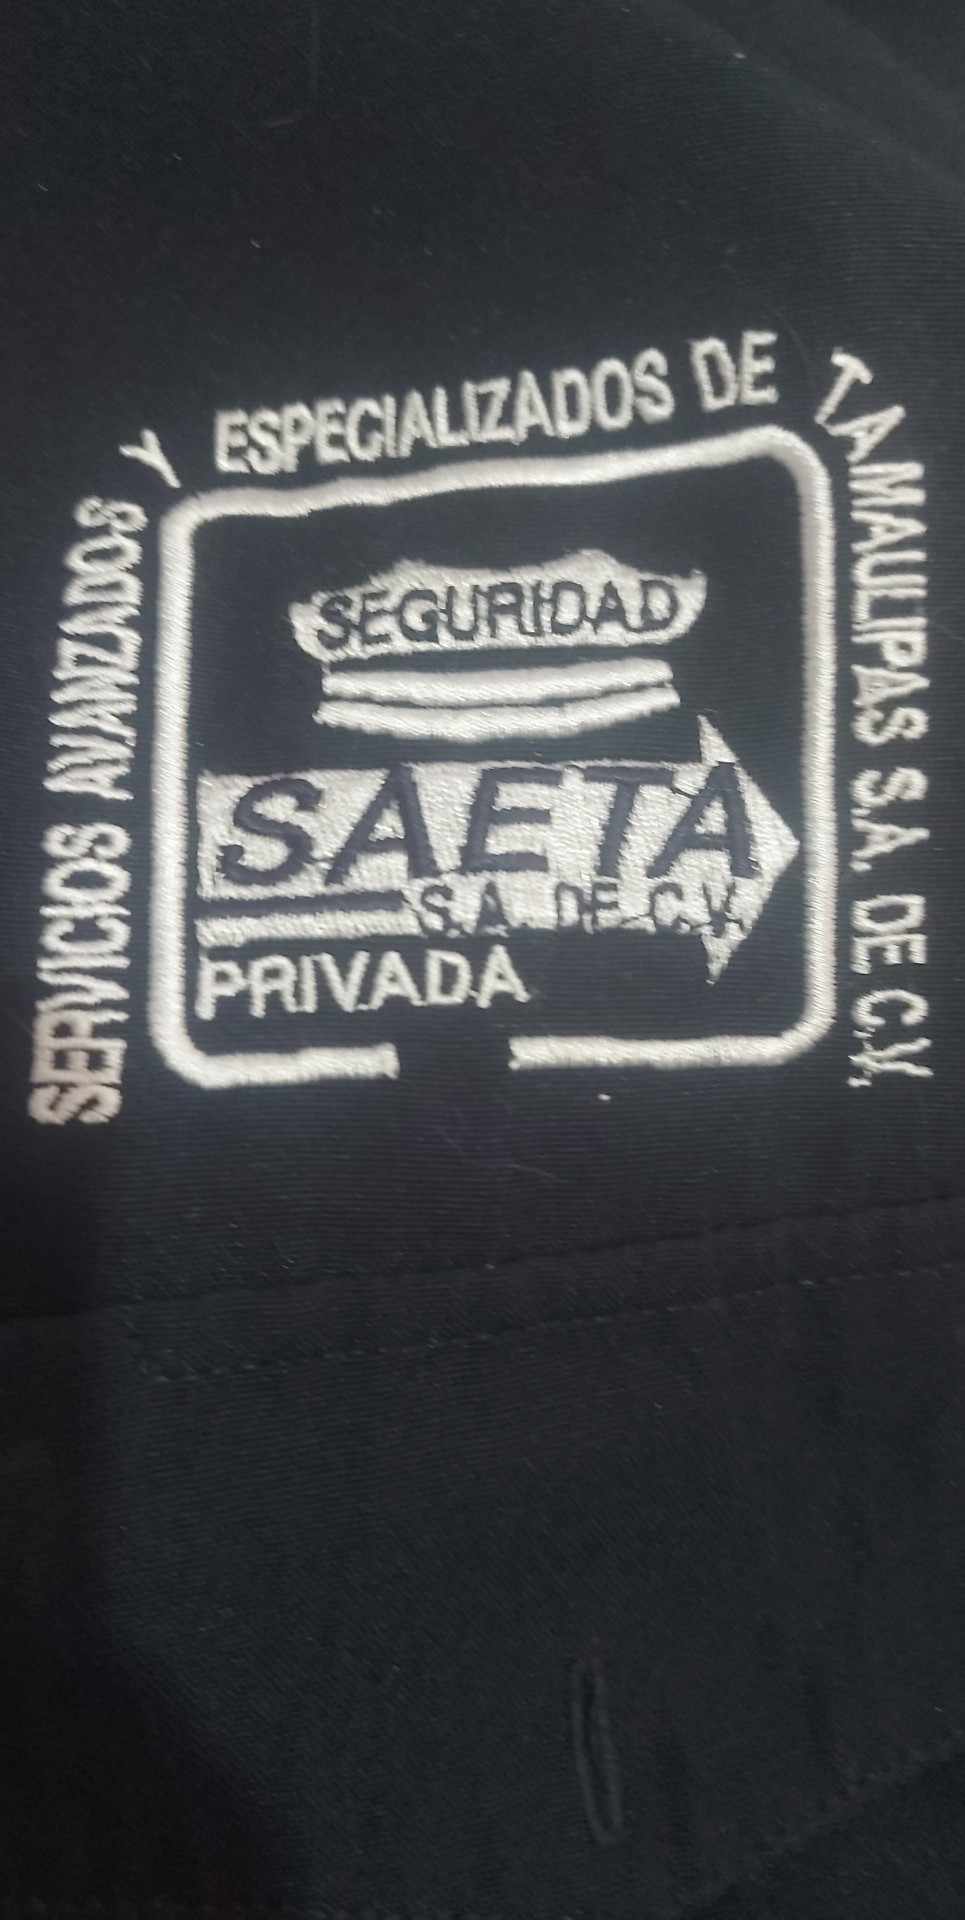 SERVICIOS AVANZADOS Y ESPECIALIZADOS DE TAMAULIPAS S.A. DE C.V.
SEGURIDAD
SAETA
S.A. DE C.V.
PRIVADA